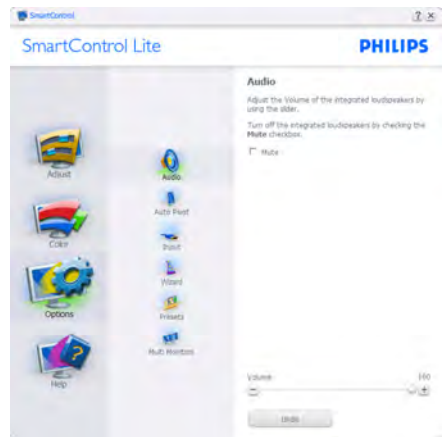 SmartControl
SmartControl Lite
PHILIPS
Adjust
Color
Options
Help
Audio
Auto Pivot
Input
Wizard
Presets
Multi Monitors
Audio
Adjust the Volume of the integrated loudspeakers by
using the slider.
Turn off the integrated loudspeakers by checking the
Mute checkbox.
Mute
Volume
100
Undo